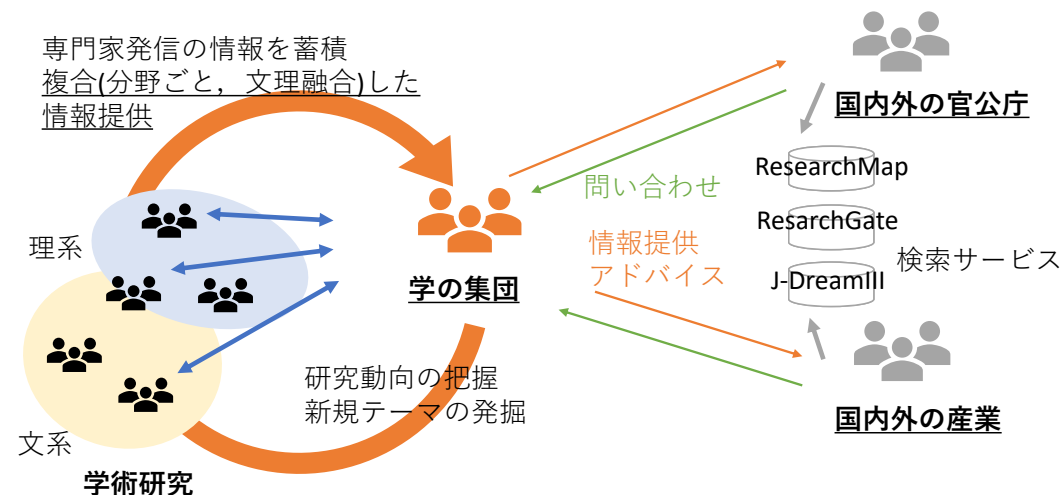 専門家発信の情報を蓄積
複合(分野ごと，文理融合)した
情報提供
国内外の官公庁
ResearchMap
問い合わせ
ResarchGate
理系
情報提供
アドバイス
検索サービス
学の集団
J-DreamIII
研究動向の把握
新規テーマの発掘
国内外の産業
文系
学術研究